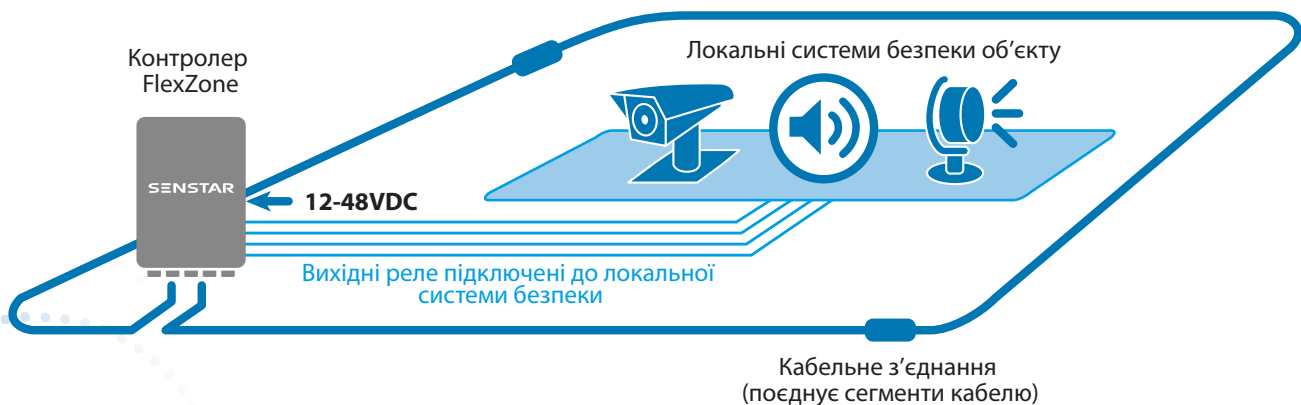 Контролер
FlexZone
Локальні системи безпеки об’єкту
SENSTAR
12-48VDC
Вихідні реле підключені до локальної
системи безпеки
Кабельне з’єднання
(поєднує сегменти кабелю)